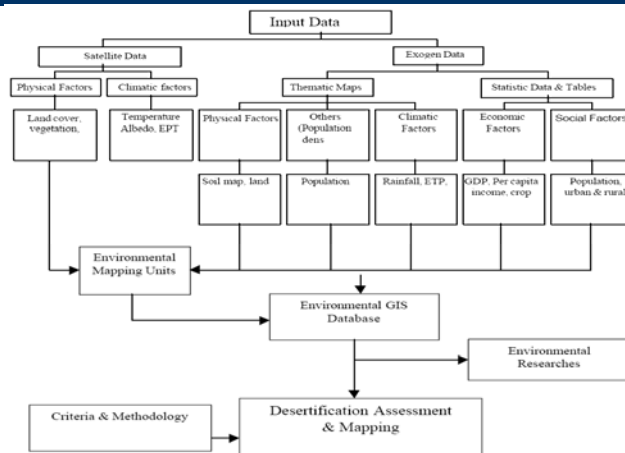 Input Data
Satellite Data
Exogen Data
Physical Factors
Climatic factors
Thematic Maps
Statistic Data & Tables
Land cover,
vegetation,
Temperature
Albedo, EPT
Physical Factors
Others
(Population
dens
Climatic
Factors
Economic
Factors
Social Factors
Soil map, land
Population
Rainfall, ETP,
GDP, Per capita
income, crop
Population,
urban & rural
Environmental
Mapping Units
Environmental GIS
Database
Environmental
Researches
Criteria & Methodology
Desertification Assessment
& Mapping